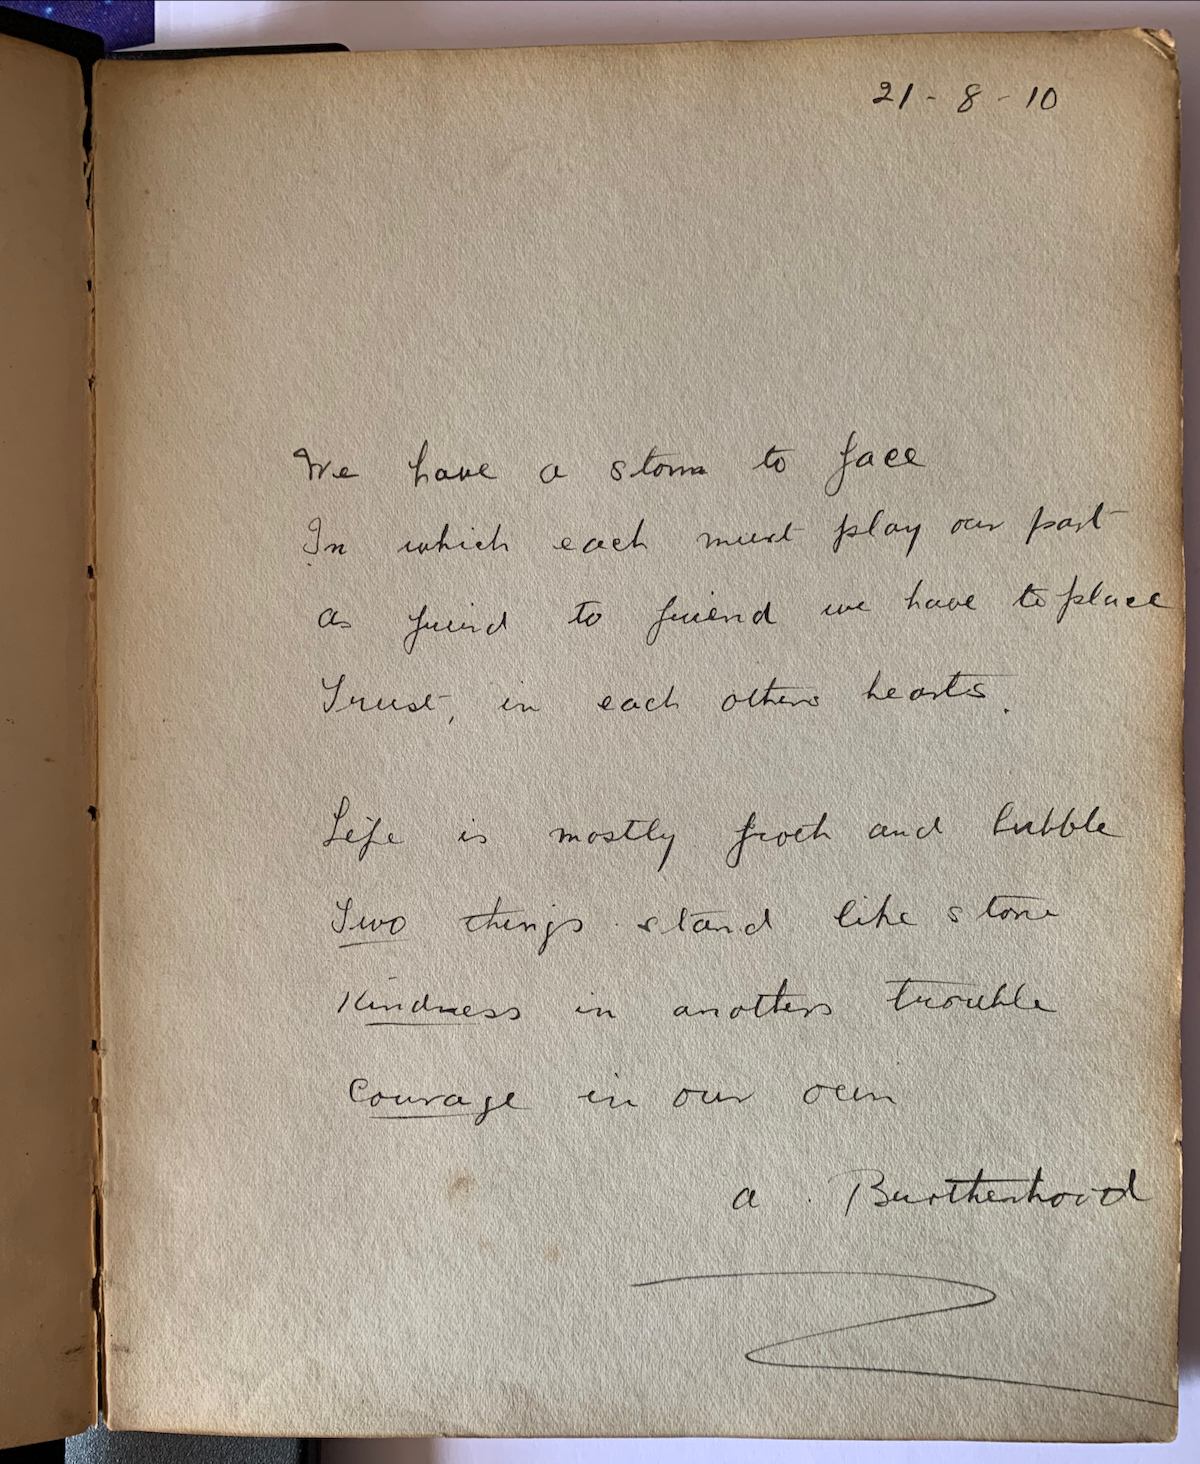 21 - 8 - 10
We have a storm to face
In which each must play our part
as friend to friend we have to place
Trust, in each others hearts.
Life is mostly froth and bubble
Two things stand like stone
Kindness in anothers trouble
Courage in our own
a. Brotherhood